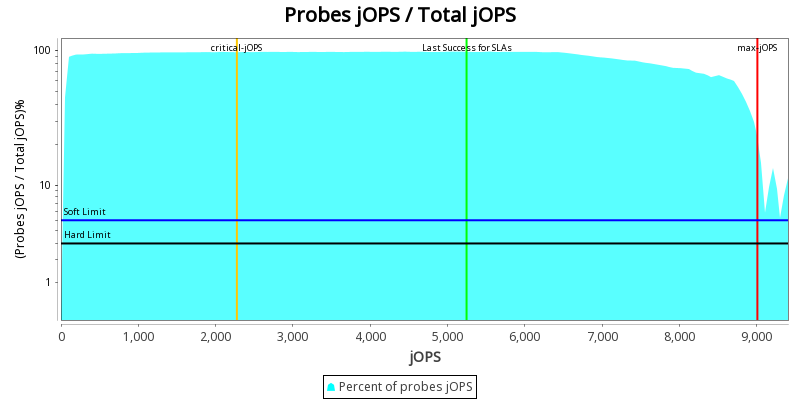 Probes jOPS / Total jOPS
critical-jOPS
Last Success for SLAs
max-jOPS
100
10
1
(Probes jOPS / Total jOPS)%
Soft Limit
Hard Limit
0
1,000
2,000
3,000
4,000
5,000
6,000
7,000
8,000
9,000
jOPS
Percent of probes jOPS